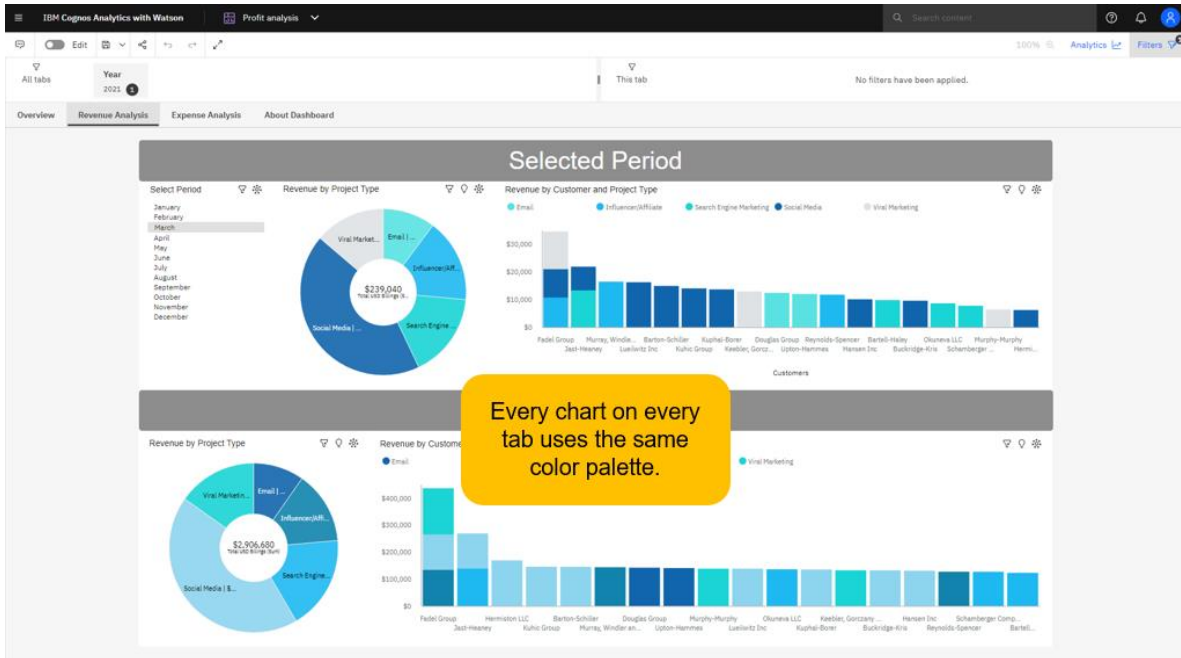 IBM Cognos Analytics with Watson
Profit analysis
Search content
Edit
100%
Analytics
Filters
All tabs
Year
2021 1
This tab
No filters have been applied.
Overview Revenue Analysis Expense Analysis About Dashboard
Selected Period
Select Period
January
February
March
April
May
June
July
August
September
October
November
December
Revenue by Project Type
Viral Market...
Email | ...
Influencer/Aff...
$239,040
Social Media | ...
Search Engine...
Revenue by Customer and Project Type
Email Influencer/Affiliate Search Engine Marketing Social Media Viral Marketing
$30,000
$20,000
$10,000
$0
Fadel Group Murray, Windle... Barton-Schiller Kuphal-Borer Douglas Group Reynolds-Spencer Bartell-Haley Okuneva LLC Murphy-Murphy
Jast-Heaney Lueilwitz Inc Kuhic Group Keebler, Gorcz... Upton-Hammes Hansen Inc Buckridge-Kris Schamberger ... Hermi...
Customers
Every chart on every
tab uses the same
color palette.
Revenue by Project Type
Viral Marketin...
Email | ...
Influencer/Affi...
$2,906,680
Total USD Billings (Sum)
Social Media | $...
Search Engine...
Revenue by Custome
Email
Viral Marketing
$400,000
$300,000
$200,000
$100,000
$0
Fadel Group Hermiston LLC Barton-Schiller Douglas Group Murphy-Murphy Okuneva LLC Keebler, Gorczany ... Hansen Inc Schamberger Comp...
Jast-Heaney Kuhic Group Murray, Windler an... Upton-Hammes Lueilwitz Inc Kuphal-Borer Buckridge-Kris Reynolds-Spencer Bartell...